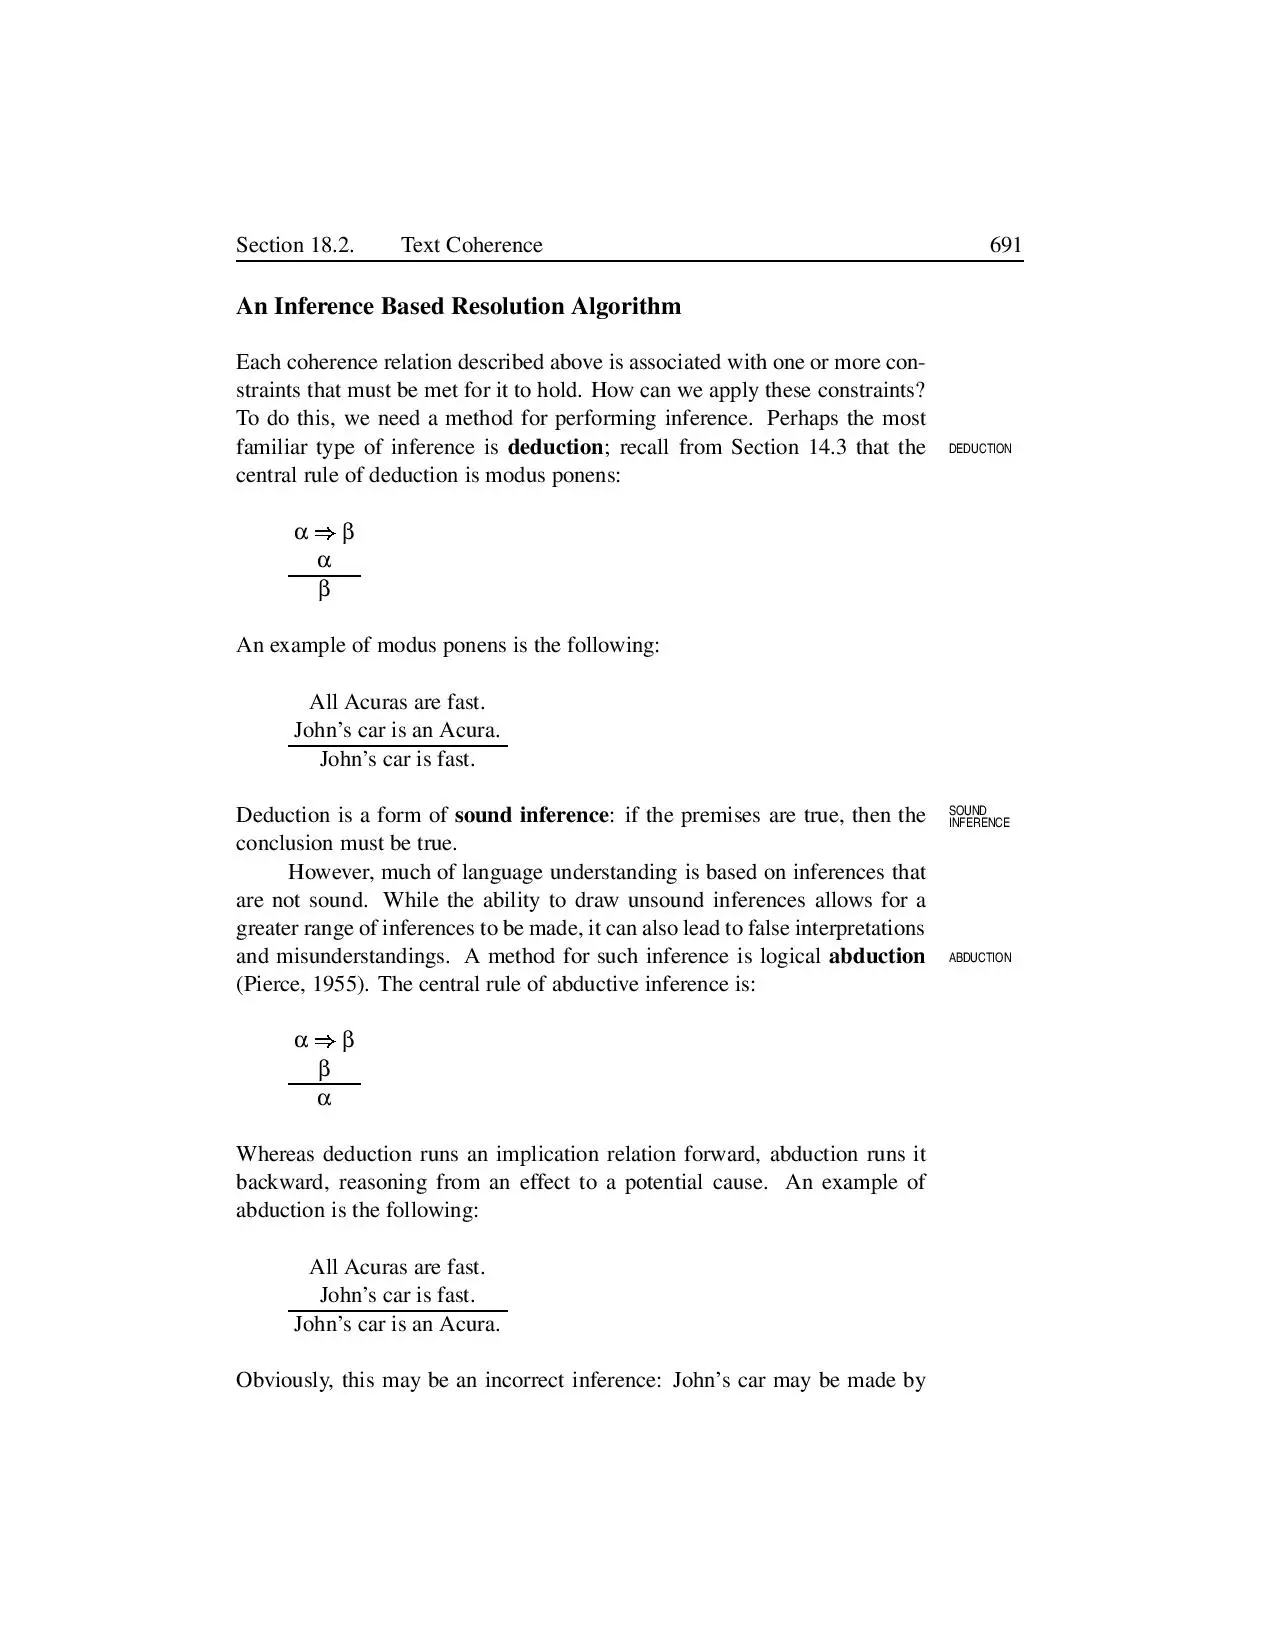 Section 18.2. Text Coherence 691
An Inference Based Resolution Algorithm
Each coherence relation described above is associated with one or more con-
straints that must be met for it to hold. How can we apply these constraints?
To do this, we need a method for performing inference. Perhaps the most
familiar type of inference is deduction; recall from Section 14.3 that the DEDUCTION
central rule of deduction is modus ponens:
α ⇒ β
α
β
An example of modus ponens is the following:
All Acuras are fast.
John's car is an Acura.
John's car is fast.
Deduction is a form of sound inference: if the premises are true, then the SOUND
INFERENCE
conclusion must be true.
However, much of language understanding is based on inferences that
are not sound. While the ability to draw unsound inferences allows for a
greater range of inferences to be made, it can also lead to false interpretations
and misunderstandings. A method for such inference is logical abduction ABDUCTION
(Pierce, 1955). The central rule of abductive inference is:
α ⇒ β
β
α
Whereas deduction runs an implication relation forward, abduction runs it
backward, reasoning from an effect to a potential cause. An example of
abduction is the following:
All Acuras are fast.
John's car is fast.
John's car is an Acura.
Obviously, this may be an incorrect inference: John's car may be made by